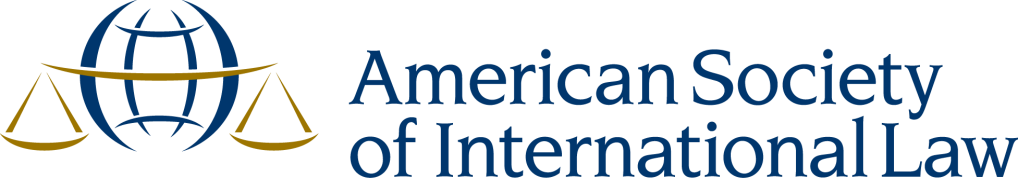 American Society
of International Law